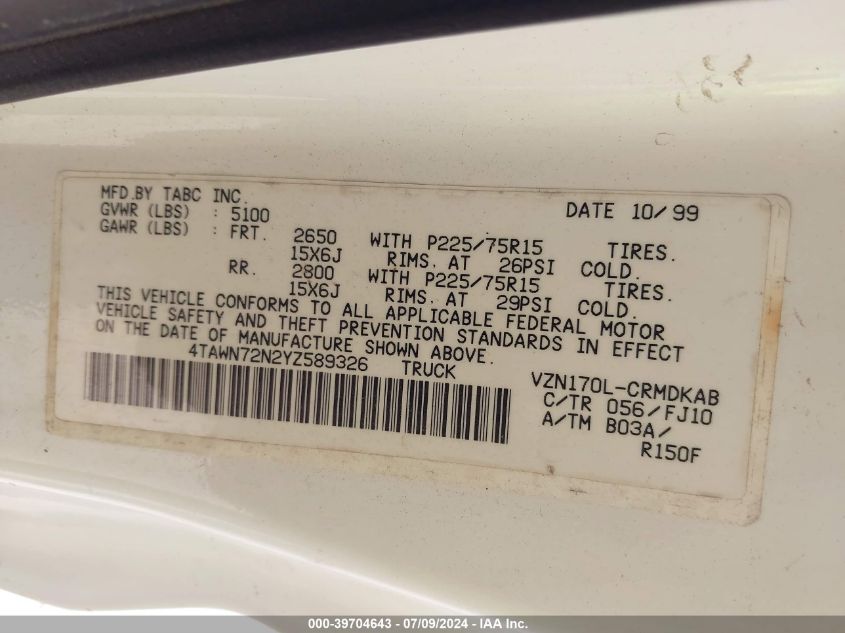 MFD.BY TABC INC. DATE 10/99
GVWR (LBS) : 5100
GAWR (LBS) : FRT. 2650 WITH P225/75R15 TIRES.
15X6J RIMS. AT 26PSI COLD.
RR. 2800 WITH P225/75R15 TIRES.
15X6J RIMS. AT 29PSI COLD.
THIS VEHICLE CONFORMS TO ALL APPLICABLE FEDERAL MOTOR
VEHICLE SAFETY AND THEFT PREVENTION STANDARDS IN EFFECT
ON THE DATE OF MANUFACTURE SHOWN ABOVE.
4TAWN72N2YZ589326 TRUCK
VZN170L-CRMDKAB
C/TR 056/FJ10
A/TM B03A/
R150F
000-39704643 - 07/09/2024 - IAA Inc.